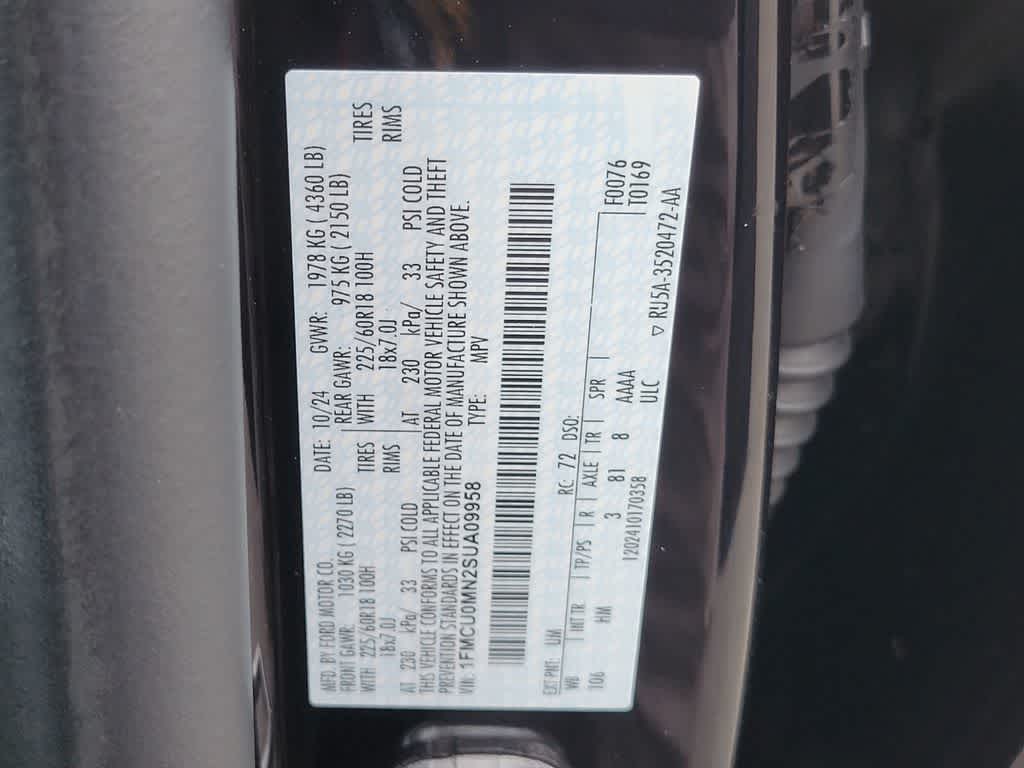 MFD. BY FORD MOTOR CO.
DATE: 10/24 GVWR: 1978 KG ( 4360 LB)
FRONT GAWR: 1030 KG ( 2270 LB) REAR GAWR: 975 KG ( 2150 LB)
WITH 225/60R18 100H TIRES WITH 225/60R18 100H TIRES
18x7.0J RIMS 18x7.0J RIMS
AT 230 kPa/ 33 PSI COLD AT 230 kPa/ 33 PSI COLD
THIS VEHICLE CONFORMS TO ALL APPLICABLE FEDERAL MOTOR VEHICLE SAFETY AND THEFT
PREVENTION STANDARDS IN EFFECT ON THE DATE OF MANUFACTURE SHOWN ABOVE.
VIN: 1FMCU0MN2SUA09958 TYPE: MPV
EXT PNT: UM RC: 72 DSO: F0076
WB INT TR TP/PS R AXLE TR SPR T0169
106 HM 3 81 8 AAAA
1202410170358 ULC
▽ RU5A-3520472-AA